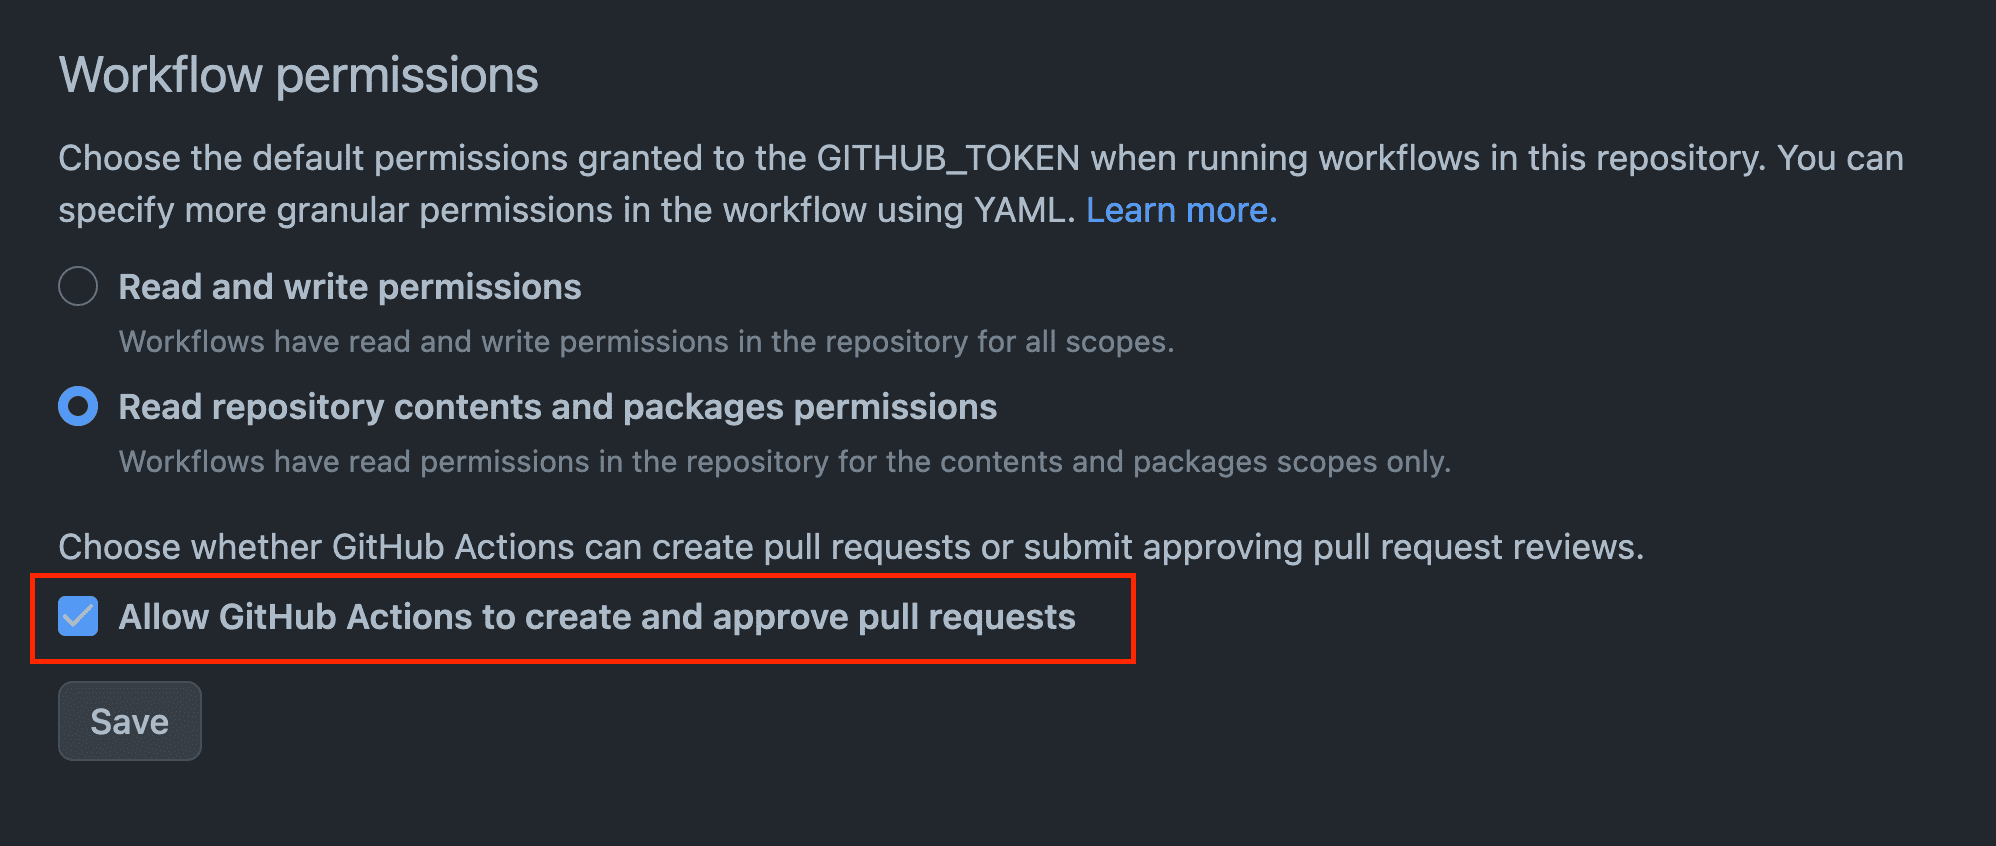 Workflow permissions
Choose the default permissions granted to the GITHUB_TOKEN when running workflows in this repository. You can
specify more granular permissions in the workflow using YAML. Learn more.
Read and write permissions
Workflows have read and write permissions in the repository for all scopes.
Read repository contents and packages permissions
Workflows have read permissions in the repository for the contents and packages scopes only.
Choose whether GitHub Actions can create pull requests or submit approving pull request reviews.
Allow GitHub Actions to create and approve pull requests
Save